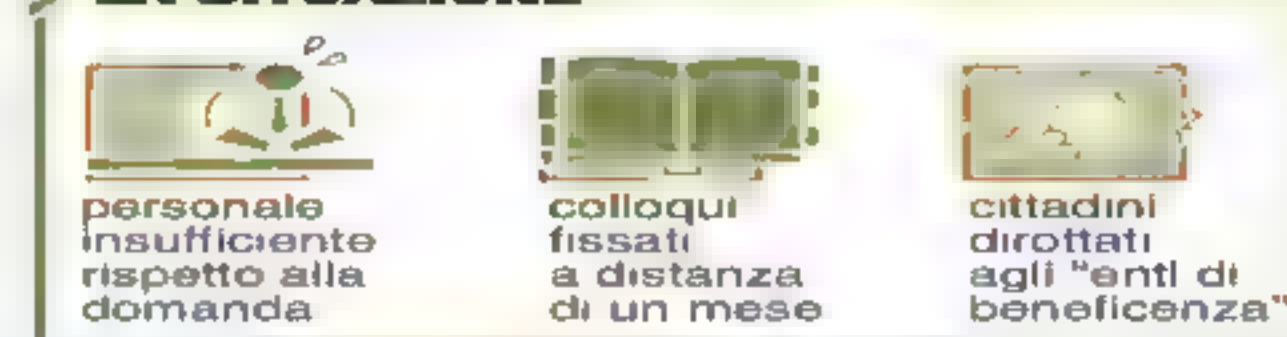 personale
insufficiente
rispetto alla
domanda
colloqui
fissati
a distanza
di un mese
cittadini
dirottati
agli "enti di
beneficenza"